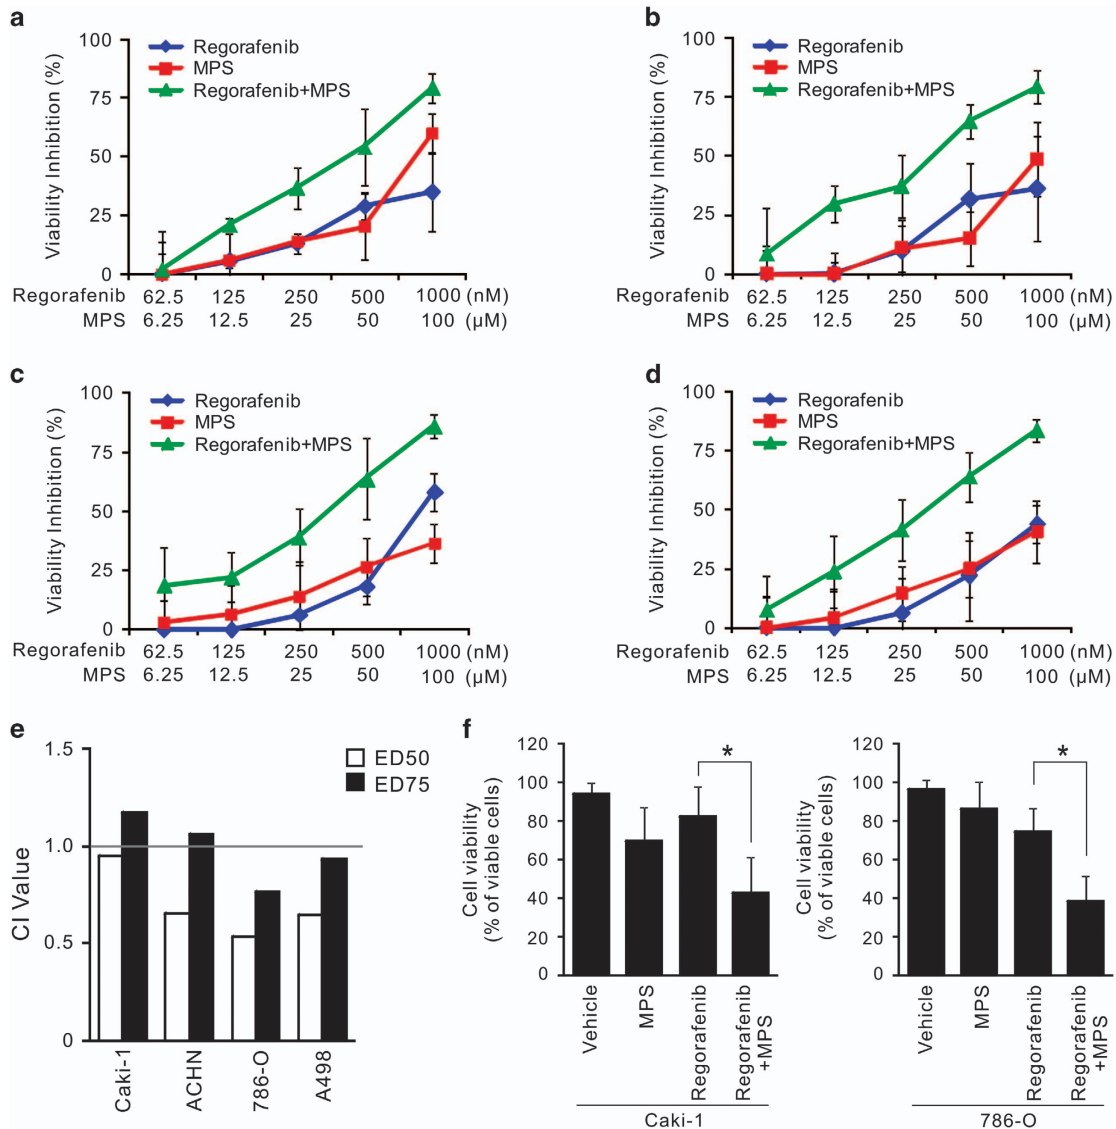 a
Viability Inhibition (%)
100
75
50
25
0
Regorafenib
MPS
Regorafenib+MPS
Regorafenib 62.5 125 250 500 1000 (nM)
MPS 6.25 12.5 25 50 100 (µM)
b
Viability Inhibition (%)
100
75
50
25
0
Regorafenib
MPS
Regorafenib+MPS
Regorafenib 62.5 125 250 500 1000 (nM)
MPS 6.25 12.5 25 50 100 (µM)
c
Viability Inhibition (%)
100
75
50
25
0
Regorafenib
MPS
Regorafenib+MPS
Regorafenib 62.5 125 250 500 1000 (nM)
MPS 6.25 12.5 25 50 100 (µM)
d
Viability Inhibition (%)
100
75
50
25
0
Regorafenib
MPS
Regorafenib+MPS
Regorafenib 62.5 125 250 500 1000 (nM)
MPS 6.25 12.5 25 50 100 (µM)
e
CI Value
1.5
1.0
0.5
0
ED50
ED75
Caki-1
ACHN
786-O
A498
f
Cell viability
(% of viable cells)
120
100
80
60
40
20
0
*
Vehicle
MPS
Regorafenib
Regorafenib
+MPS
Caki-1
Cell viability
(% of viable cells)
120
100
80
60
40
20
0
*
Vehicle
MPS
Regorafenib
Regorafenib
+MPS
786-O